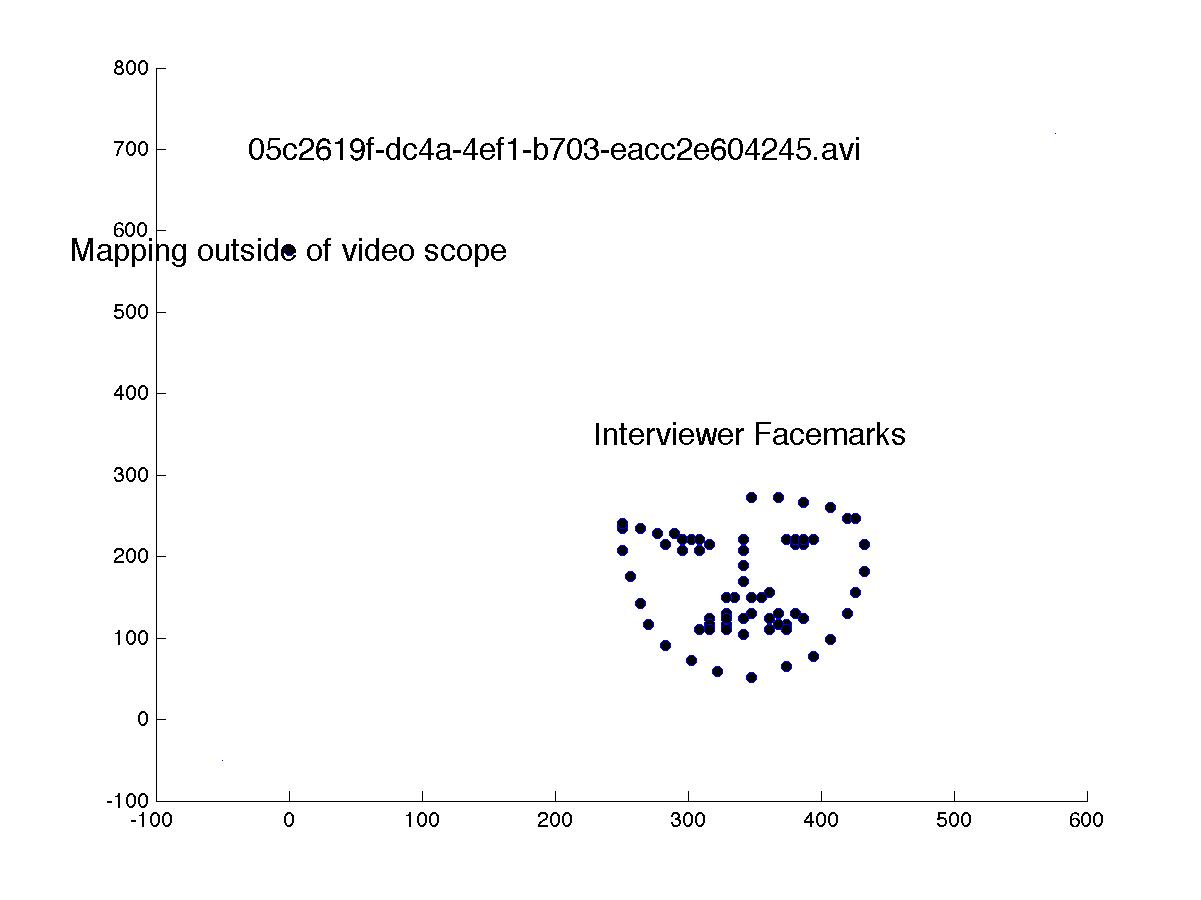 800
700
05c2619f-dc4a-4ef1-b703-eacc2e604245.avi
600
Mapping outside of video scope
500
400
Interviewer Facemarks
300
200
100
0
-100
-100 0 100 200 300 400 500 600